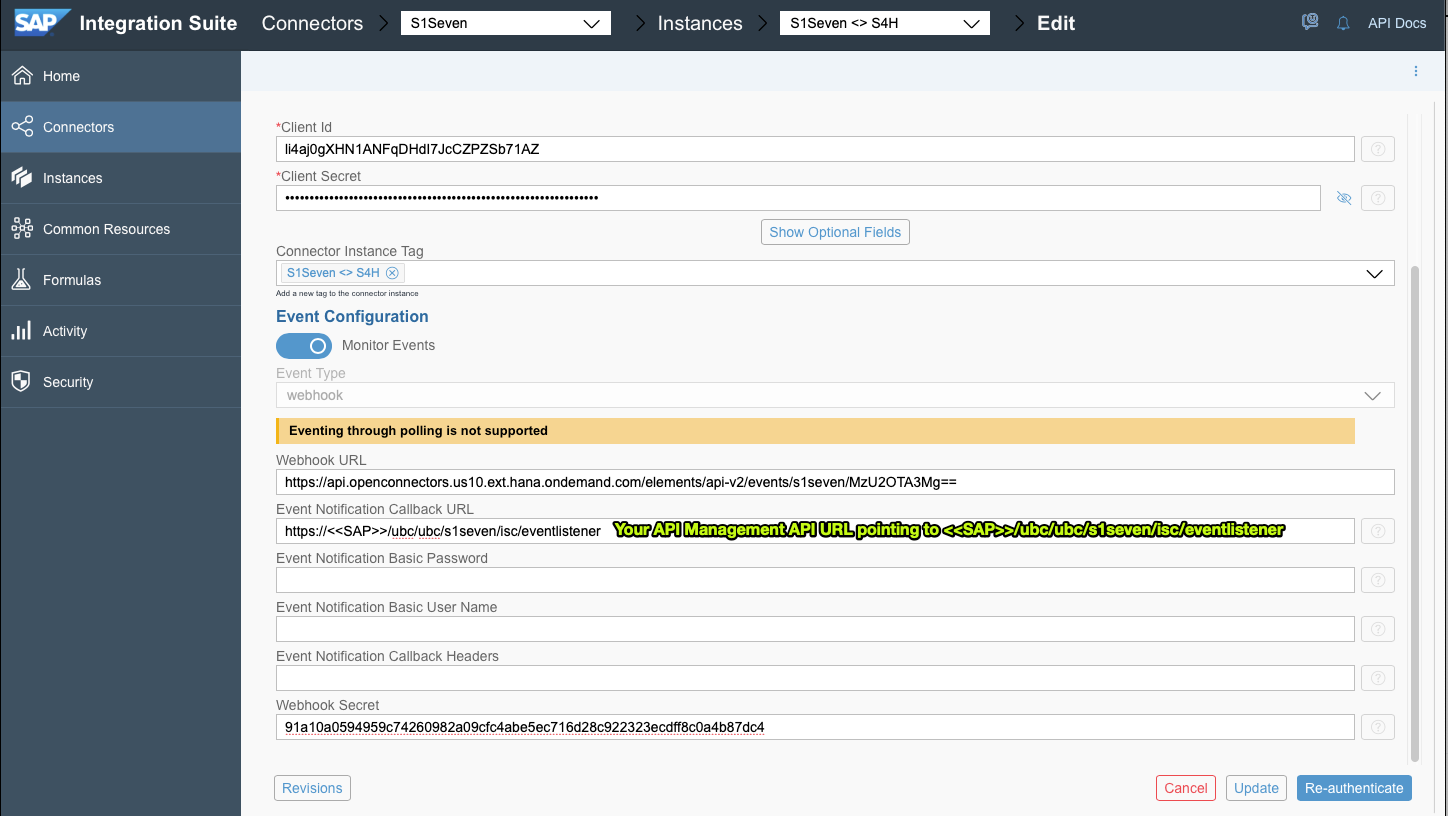 SAP Integration Suite Connectors S1Seven Instances S1Seven <> S4H Edit API Docs
Home
Connectors
Instances
Common Resources
Formulas
Activity
Security
*Client Id
li4aj0gXHN1ANFqDHdI7JcCZPZSb71AZ
*Client Secret
Show Optional Fields
Connector Instance Tag
S1Seven <> S4H
Add a new tag to the connector instance
Event Configuration
Monitor Events
Event Type
webhook
Eventing through polling is not supported
Webhook URL
https://api.openconnectors.us10.ext.hana.ondemand.com/elements/api-v2/events/s1seven/MzU2OTA3Mg==
Event Notification Callback URL
https://<<SAP>>/ubc/ubc/s1seven/isc/eventlistener Your API Management API URL pointing to <<SAP>>/ubc/ubc/s1seven/isc/eventlistener
Event Notification Basic Password
Event Notification Basic User Name
Event Notification Callback Headers
Webhook Secret
91a10a0594959c74260982a09cfc4abe5ec716d28c922323ecdff8c0a4b87dc4
Revisions Cancel Update Re-authenticate